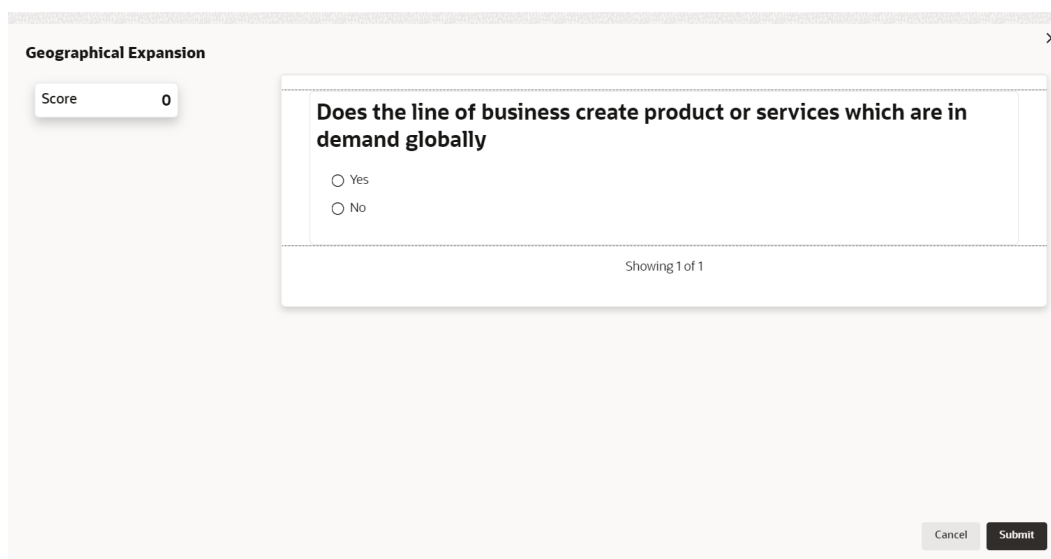 Geographical Expansion
Score 0
Does the line of business create product or services which are in
demand globally
Yes
No
Showing 1 of 1
Cancel Submit